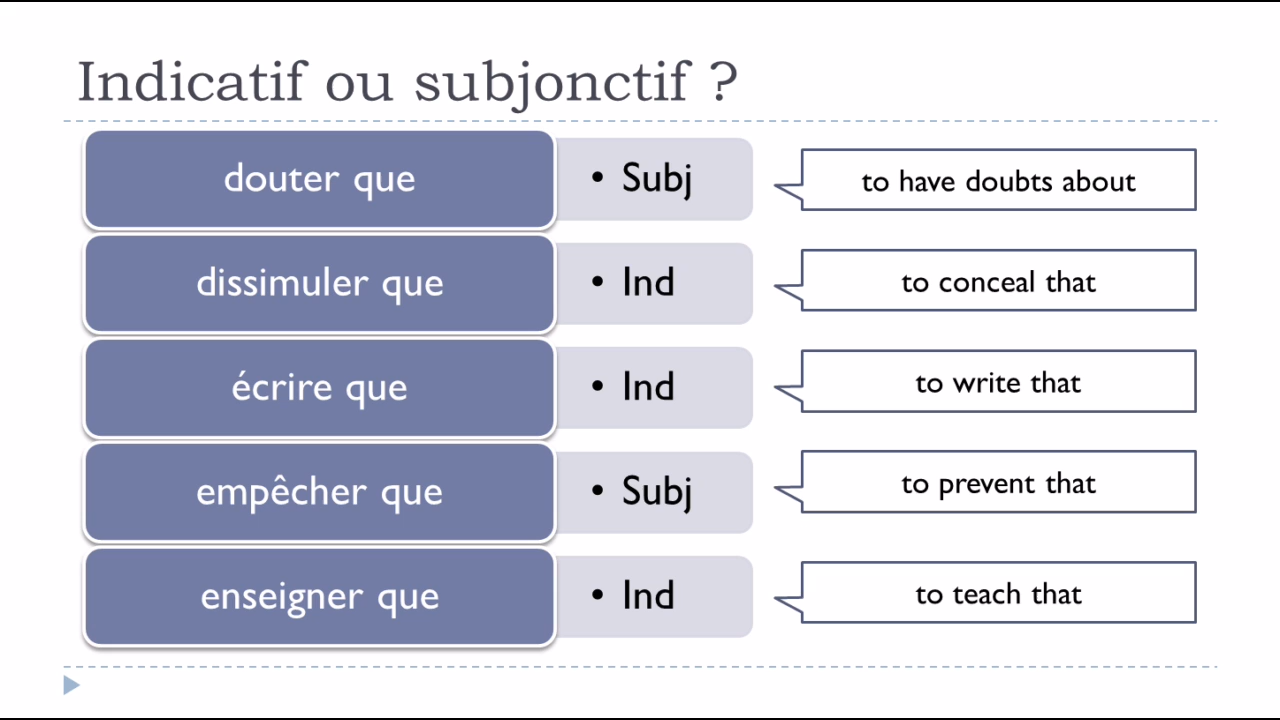 Indicatif ou subjonctif ?
douter que
• Subj
to have doubts about
dissimuler que
• Ind
to conceal that
écrire que
• Ind
to write that
empêcher que
• Subj
to prevent that
enseigner que
• Ind
to teach that